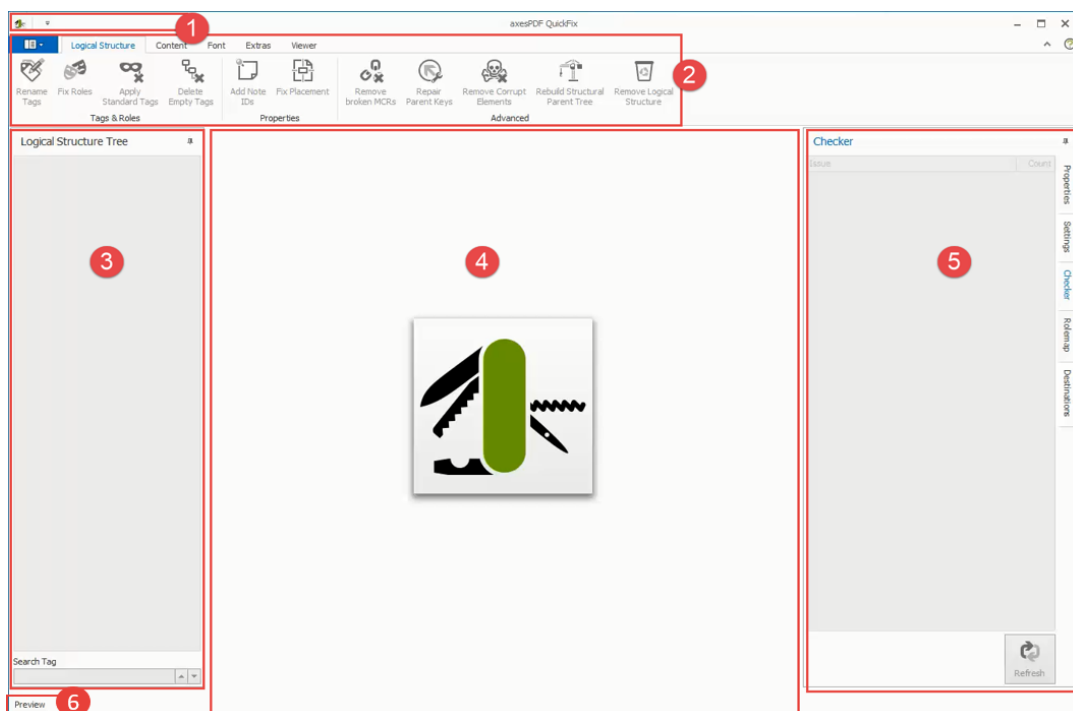 axesPDF QuickFix
1
Logical Structure Content Font Extras Viewer
Rename Tags
Fix Roles
Apply Standard Tags
Delete Empty Tags
Add Note IDs
Fix Placement
Remove broken MCRs
Repair Parent Keys
Remove Corrupt Elements
Rebuild Structural Parent Tree
Remove Logical Structure
2
Tags & Roles Properties Advanced
Logical Structure Tree
Checker
Issue Count
Properties
Settings
Checker
Rolemap
Destinations
3
4
5
Search Tag
Refresh
Preview
6